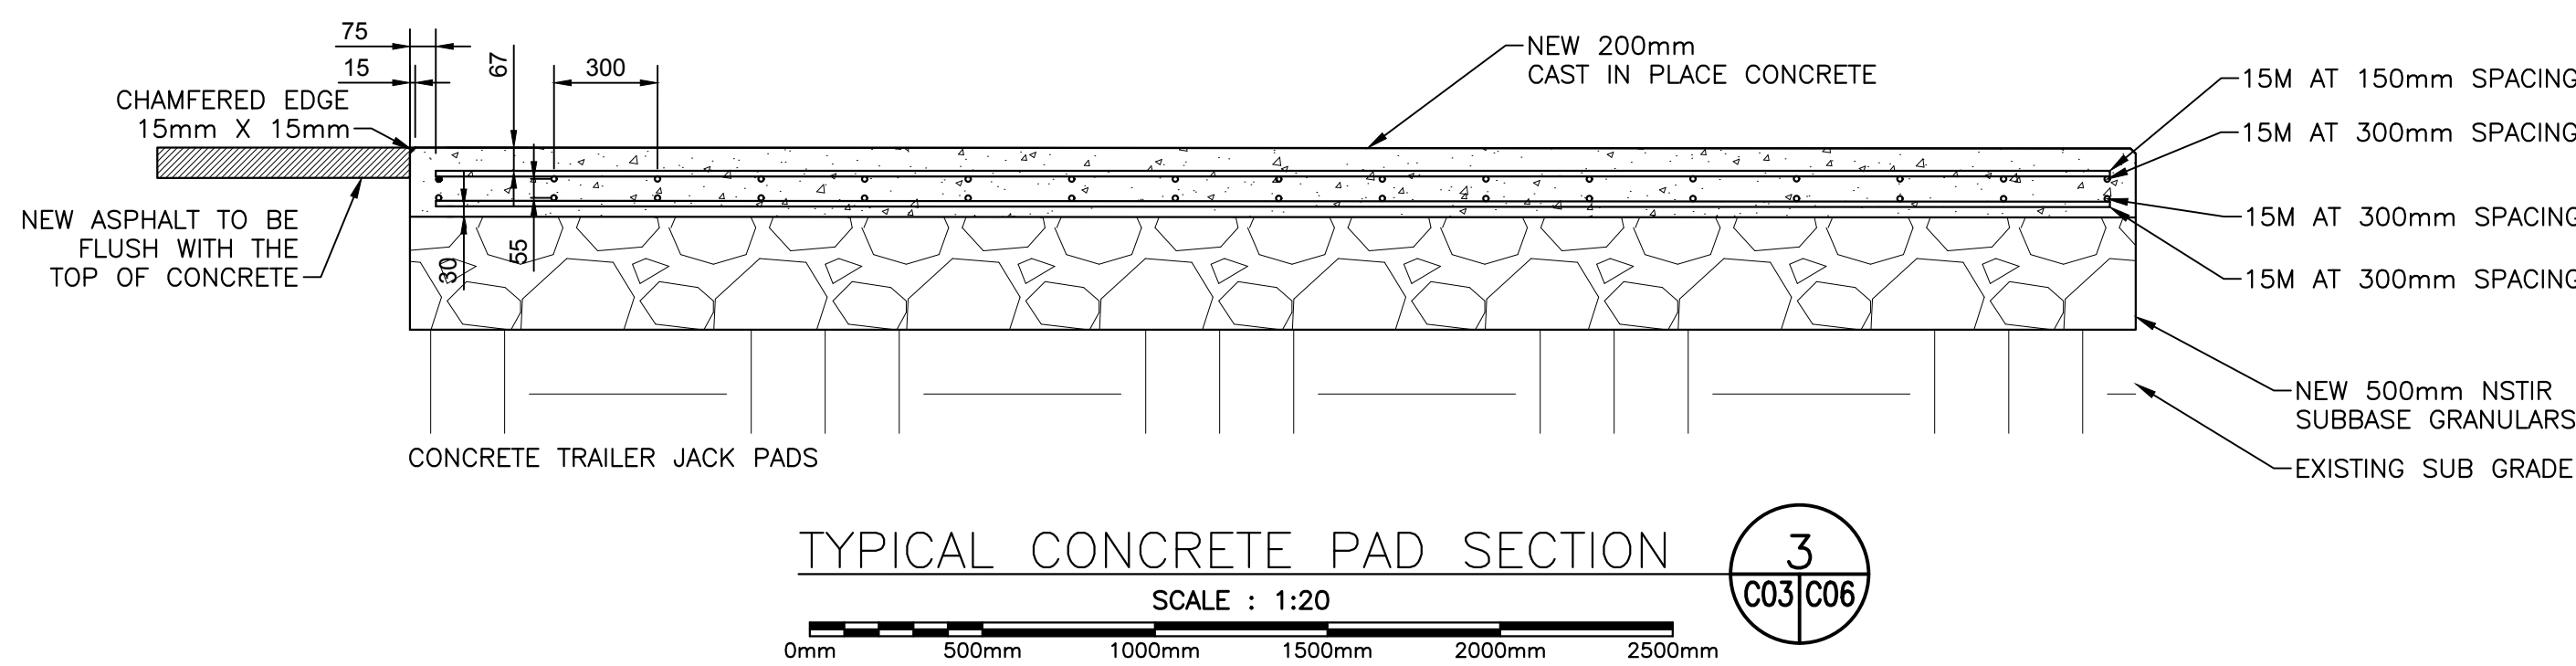 75
15
67
300
CHAMFERED EDGE
15mm X 15mm
NEW 200mm
CAST IN PLACE CONCRETE
15M AT 150mm SPACING
15M AT 300mm SPACING
15M AT 300mm SPACING
15M AT 300mm SPACING
NEW ASPHALT TO BE
FLUSH WITH THE
TOP OF CONCRETE
30
55
NEW 500mm NSTIR
SUBBASE GRANULARS
EXISTING SUB GRADE
CONCRETE TRAILER JACK PADS
TYPICAL CONCRETE PAD SECTION
3
C03 C06
SCALE : 1:20
0mm 500mm 1000mm 1500mm 2000mm 2500mm